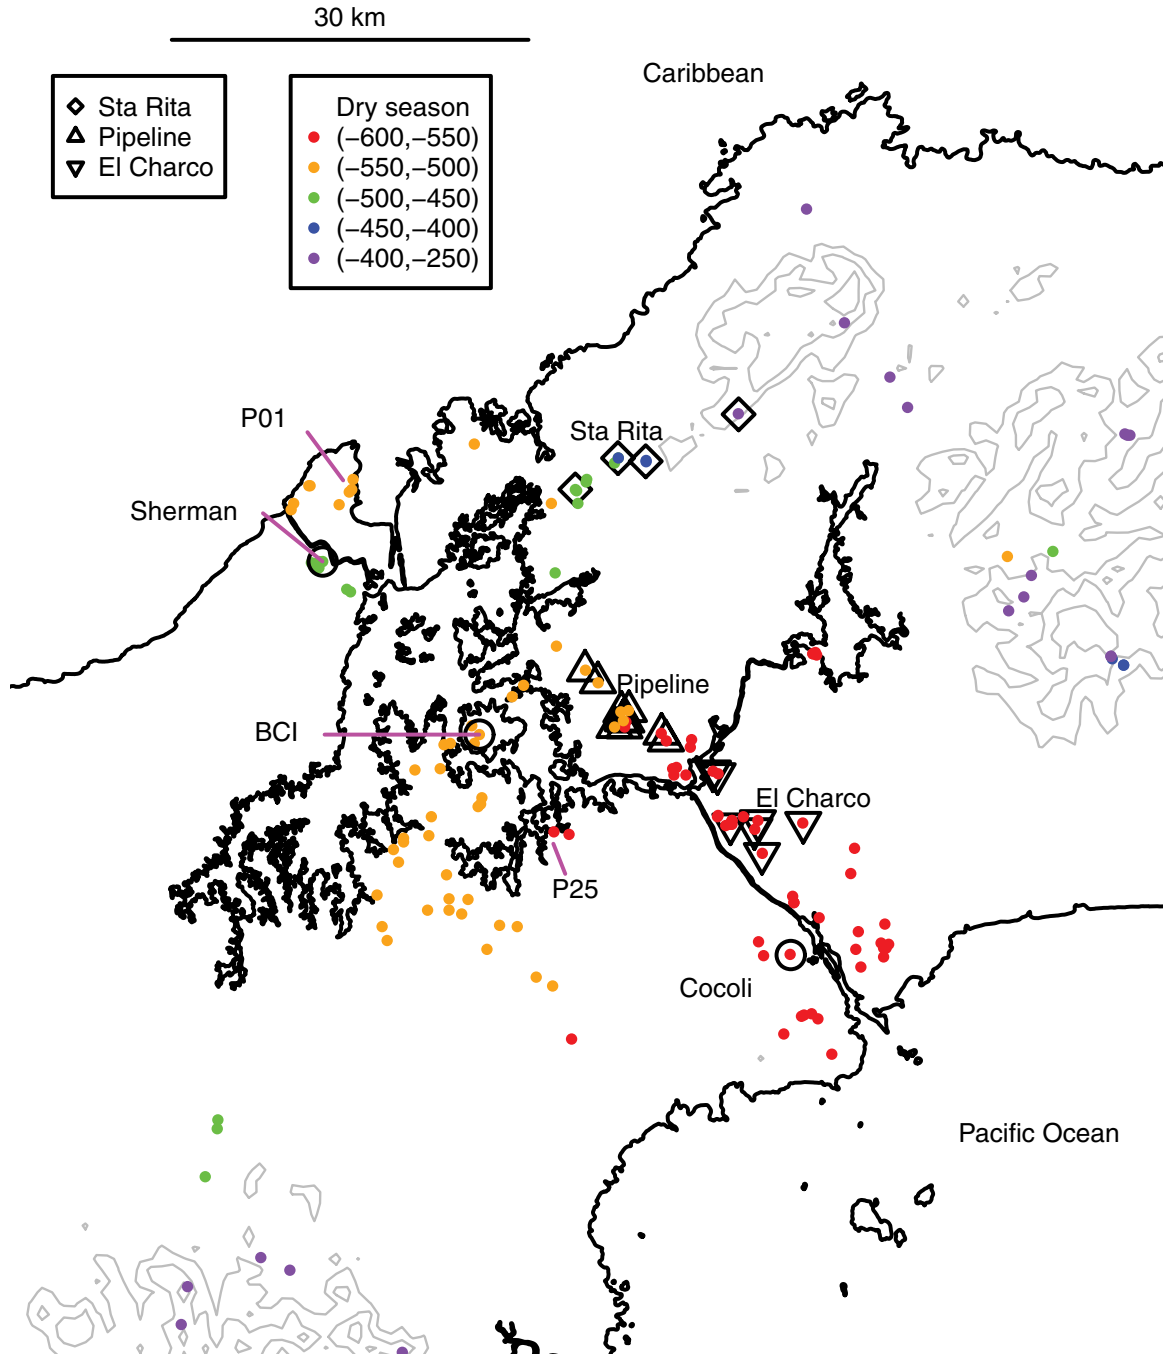 30 km
Caribbean
Sta Rita
Pipeline
El Charco
Dry season
(−600,−550)
(−550,−500)
(−500,−450)
(−450,−400)
(−400,−250)
P01
Sta Rita
Sherman
Pipeline
BCI
El Charco
P25
Cocoli
Pacific Ocean